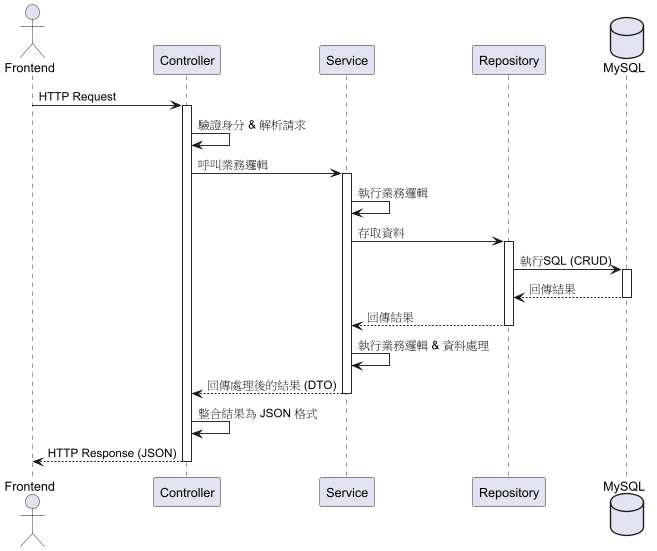 Frontend
Controller
Service
Repository
MySQL
HTTP Request
驗證身分 & 解析請求
呼叫業務邏輯
執行業務邏輯
存取資料
執行SQL (CRUD)
回傳結果
回傳結果
執行業務邏輯 & 資料處理
回傳處理後的結果 (DTO)
整合結果為 JSON 格式
HTTP Response (JSON)
Frontend
Controller
Service
Repository
MySQL